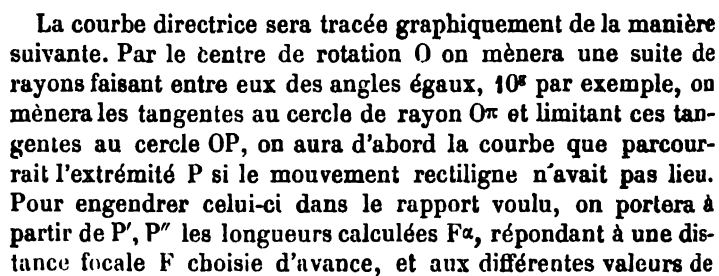 La courbe directrice sera tracée graphiquement de la manière
suivante. Par le centre de rotation O on mènera une suite de
rayons faisant entre eux des angles égaux, 10ᵍ par exemple, on
mènera les tangentes au cercle de rayon Oπ et limitant ces tan-
gentes au cercle OP, on aura d'abord la courbe que parcour-
rait l'extrémité P si le mouvement rectiligne n'avait pas lieu.
Pour engendrer celui-ci dans le rapport voulu, on portera à
partir de P′, P″ les longueurs calculées Fα, répondant à une dis-
tance focale F choisie d'avance, et aux différentes valeurs de